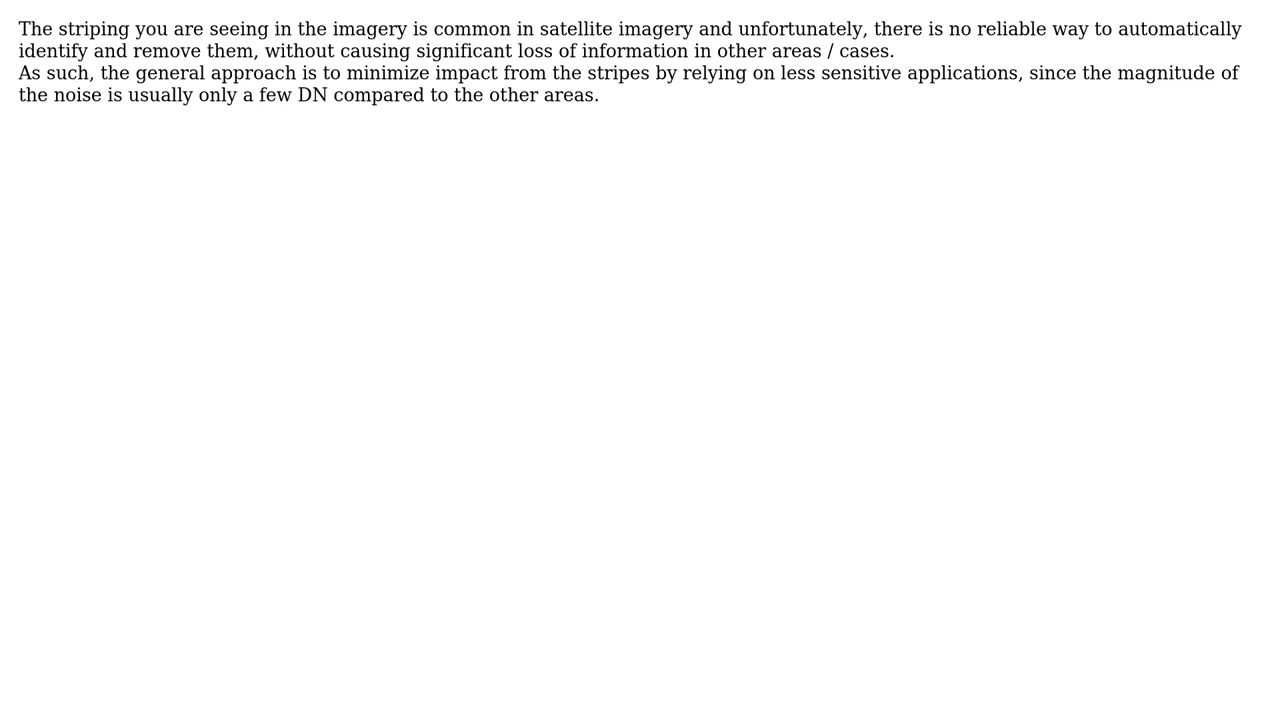 The striping you are seeing in the imagery is common in satellite imagery and unfortunately, there is no reliable way to automatically
identify and remove them, without causing significant loss of information in other areas / cases.
As such, the general approach is to minimize impact from the stripes by relying on less sensitive applications, since the magnitude of
the noise is usually only a few DN compared to the other areas.